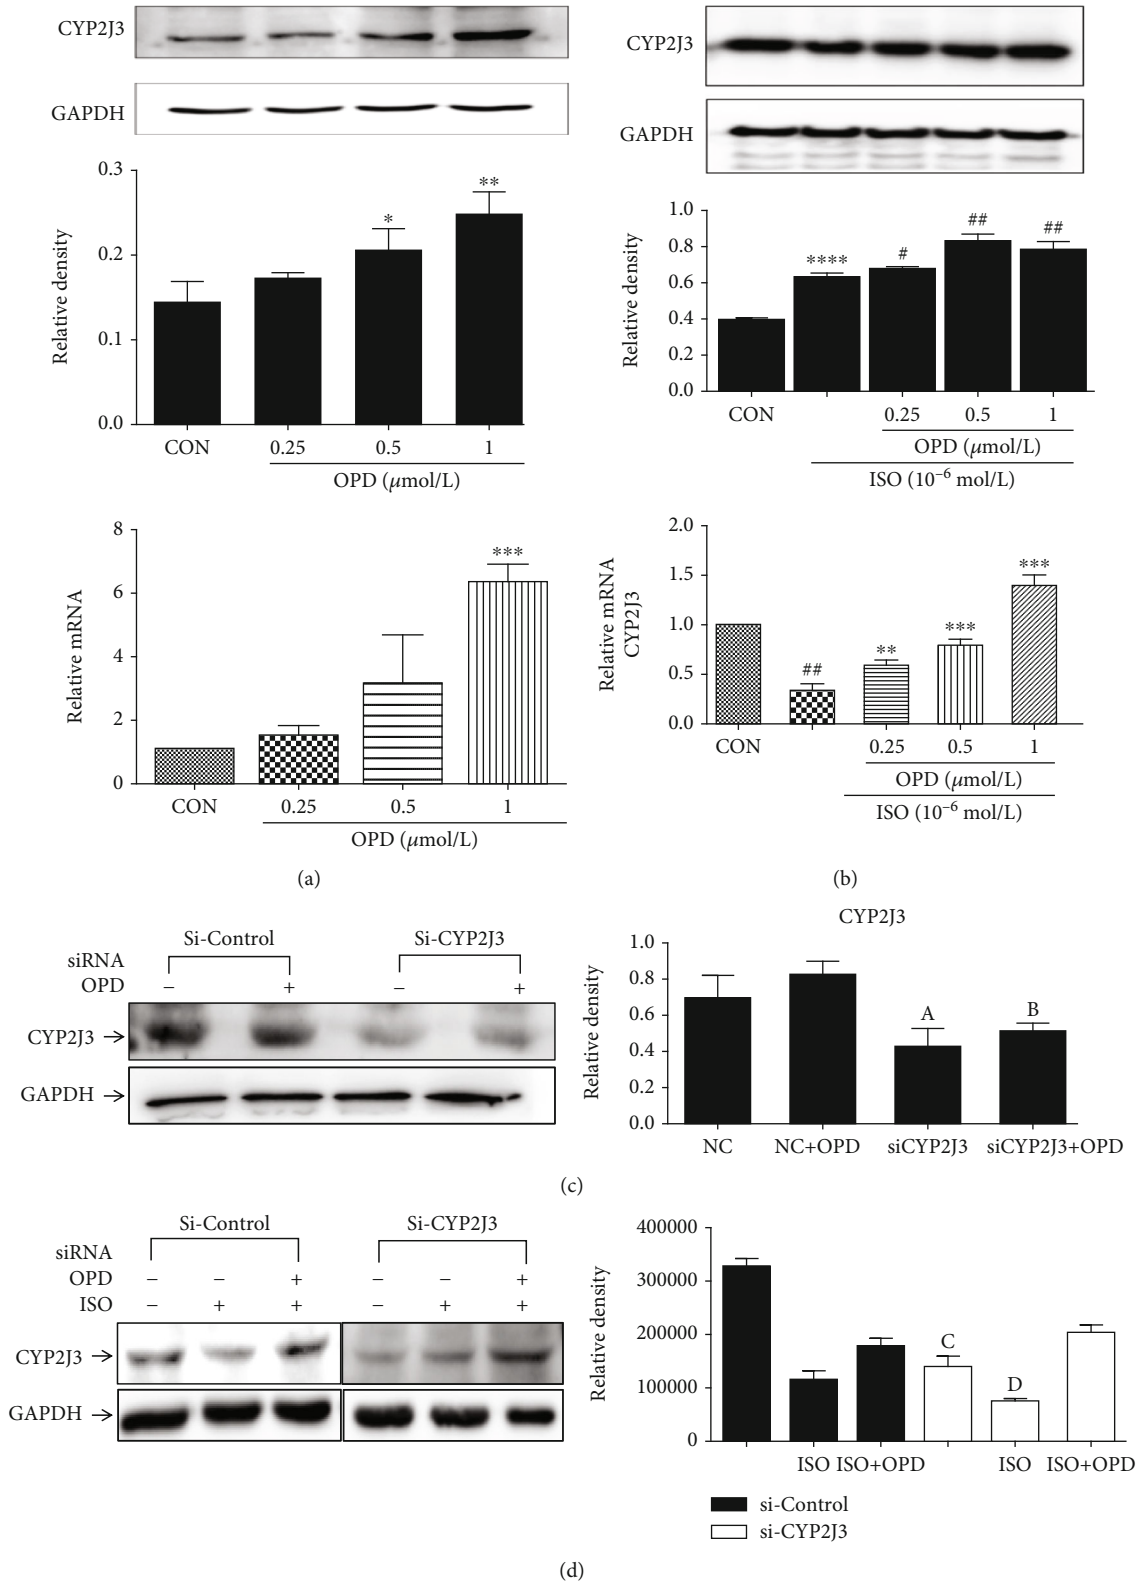 CYP2J3
GAPDH
0.3
0.2
0.1
0.0
Relative density
*
**
CON
0.25
0.5
1
OPD (μmol/L)
8
6
4
2
0
Relative mRNA
***
CON
0.25
0.5
1
OPD (μmol/L)
(a)
CYP2J3
GAPDH
1.0
0.8
0.6
0.4
0.2
0.0
Relative density
****
#
##
##
CON
0.25
0.5
1
OPD (μmol/L)
ISO (10⁻⁶ mol/L)
2.0
1.5
1.0
0.5
0.0
Relative mRNA
CYP2J3
##
**
***
***
CON
0.25
0.5
1
OPD (μmol/L)
ISO (10⁻⁶ mol/L)
(b)
Si-Control Si-CYP2J3
siRNA
OPD − + − +
CYP2J3
GAPDH
CYP2J3
1.0
0.8
0.6
0.4
0.2
0.0
Relative density
A
B
NC NC+OPD siCYP2J3 siCYP2J3+OPD
(c)
Si-Control Si-CYP2J3
siRNA
OPD − − + − − +
ISO − + + − + +
CYP2J3
GAPDH
400000
300000
200000
100000
0
Relative density
C
D
ISO ISO+OPD ISO ISO+OPD
si-Control
si-CYP2J3
(d)